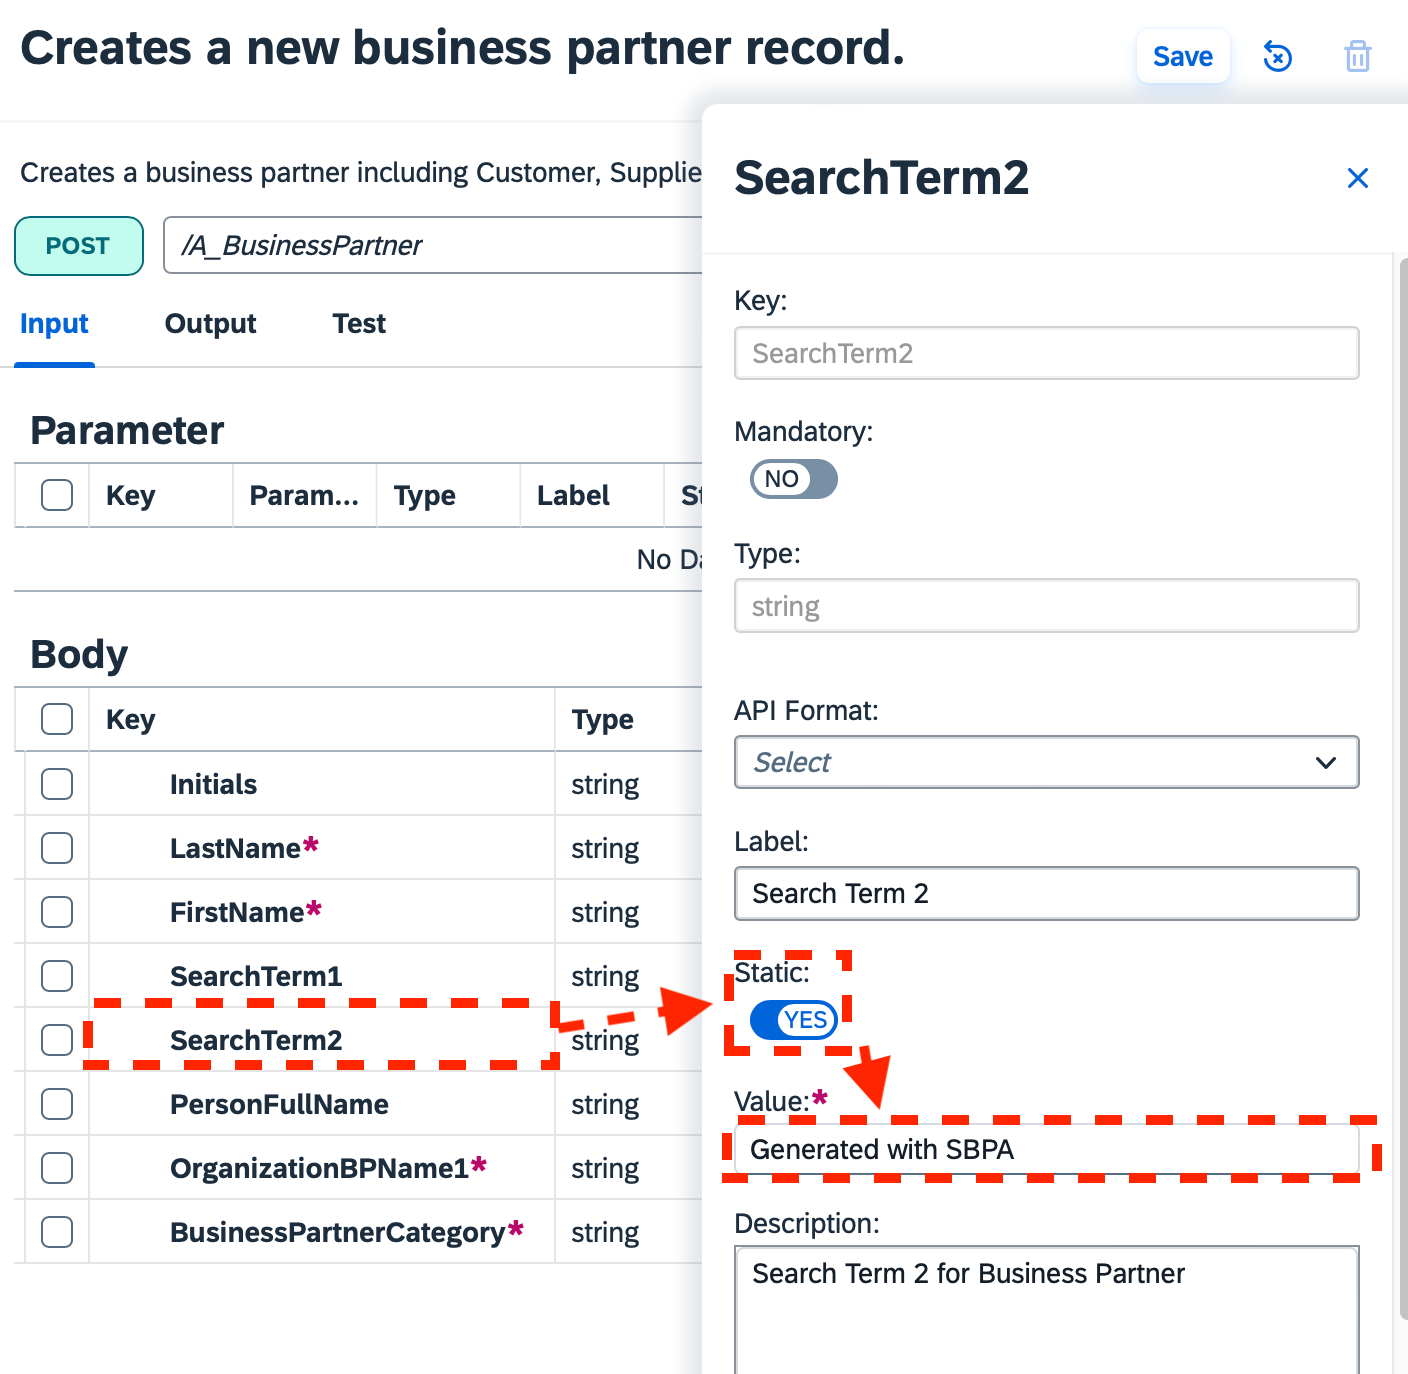 Creates a new business partner record.
Save
Creates a business partner including Customer, Supplie
POST
/A_BusinessPartner
Input Output Test
Parameter
Key Param... Type Label
No
Body
Key Type
Initials string
LastName* string
FirstName* string
SearchTerm1 string
SearchTerm2 string
PersonFullName string
OrganizationBPName1* string
BusinessPartnerCategory* string
SearchTerm2
Key:
SearchTerm2
Mandatory:
NO
Type:
string
API Format:
Select
Label:
Search Term 2
Static:
YES
Value:*
Generated with SBPA
Description:
Search Term 2 for Business Partner